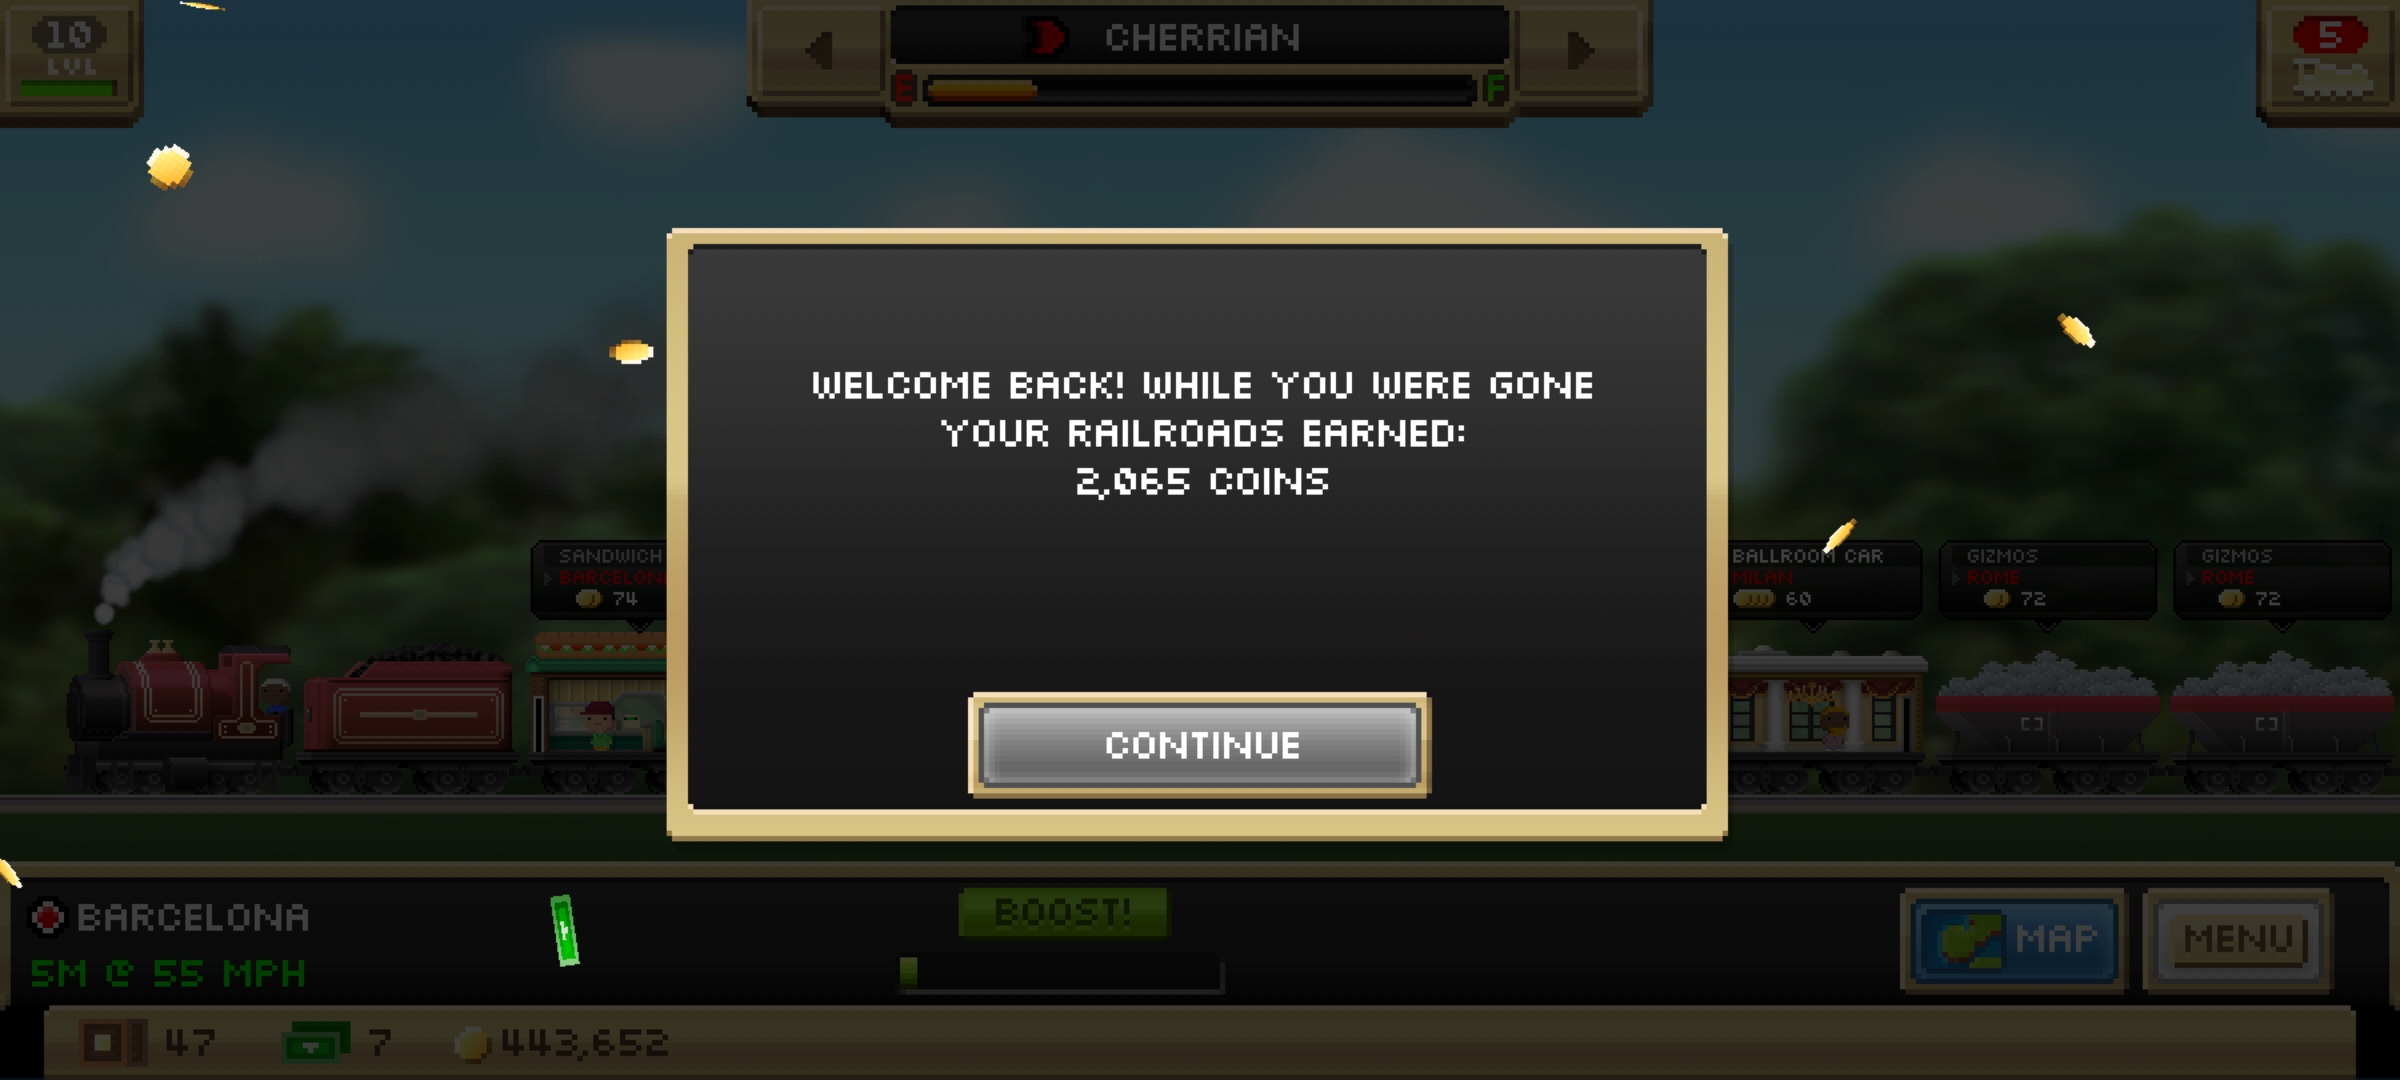 10
LVL
CHERRIAN
E
F
5
WELCOME BACK! WHILE YOU WERE GONE
YOUR RAILROADS EARNED:
2,065 COINS
CONTINUE
SANDWICH
BARCELONA
74
BALLROOM CAR
MILAN
60
GIZMOS
ROME
72
GIZMOS
ROME
72
BARCELONA
5M @ 55 MPH
BOOST!
MAP
MENU
47
7
443,652